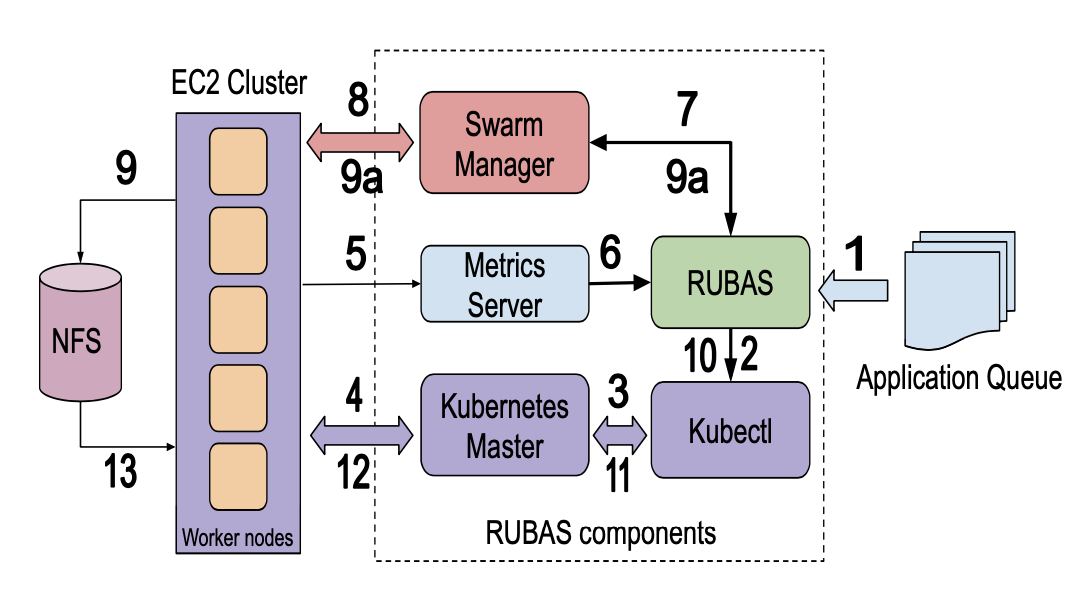 EC2 Cluster
8
9a
Swarm
Manager
7
9a
9
5
Metrics
Server
6
RUBAS
1
Application Queue
NFS
10
2
4
12
Kubernetes
Master
3
11
Kubectl
13
Worker nodes
RUBAS components